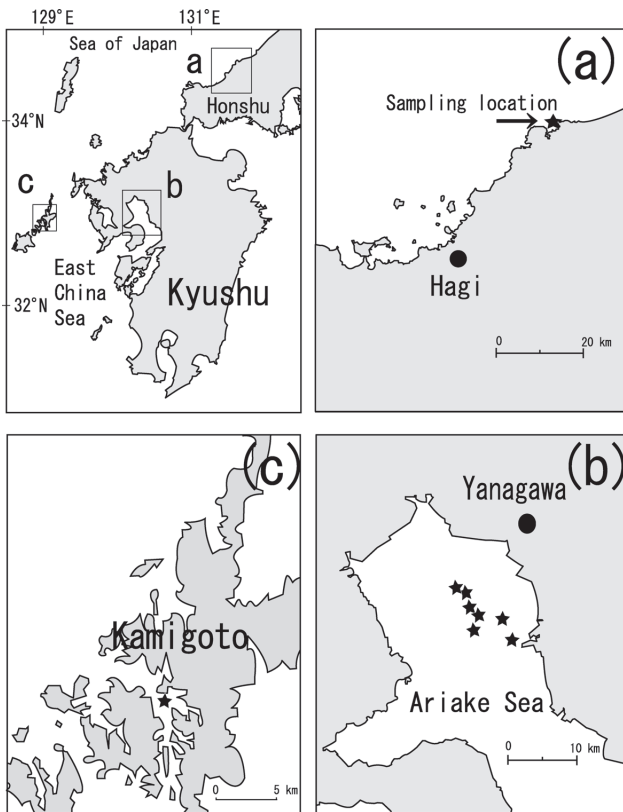 129°E
131°E
Sea of Japan
a
Honshu
34°N
c
b
East
China
Sea
Kyushu
32°N
(a)
Sampling location
Hagi
0
20 km
(c)
Kamigoto
0
5 km
(b)
Yanagawa
Ariake Sea
0
10 km